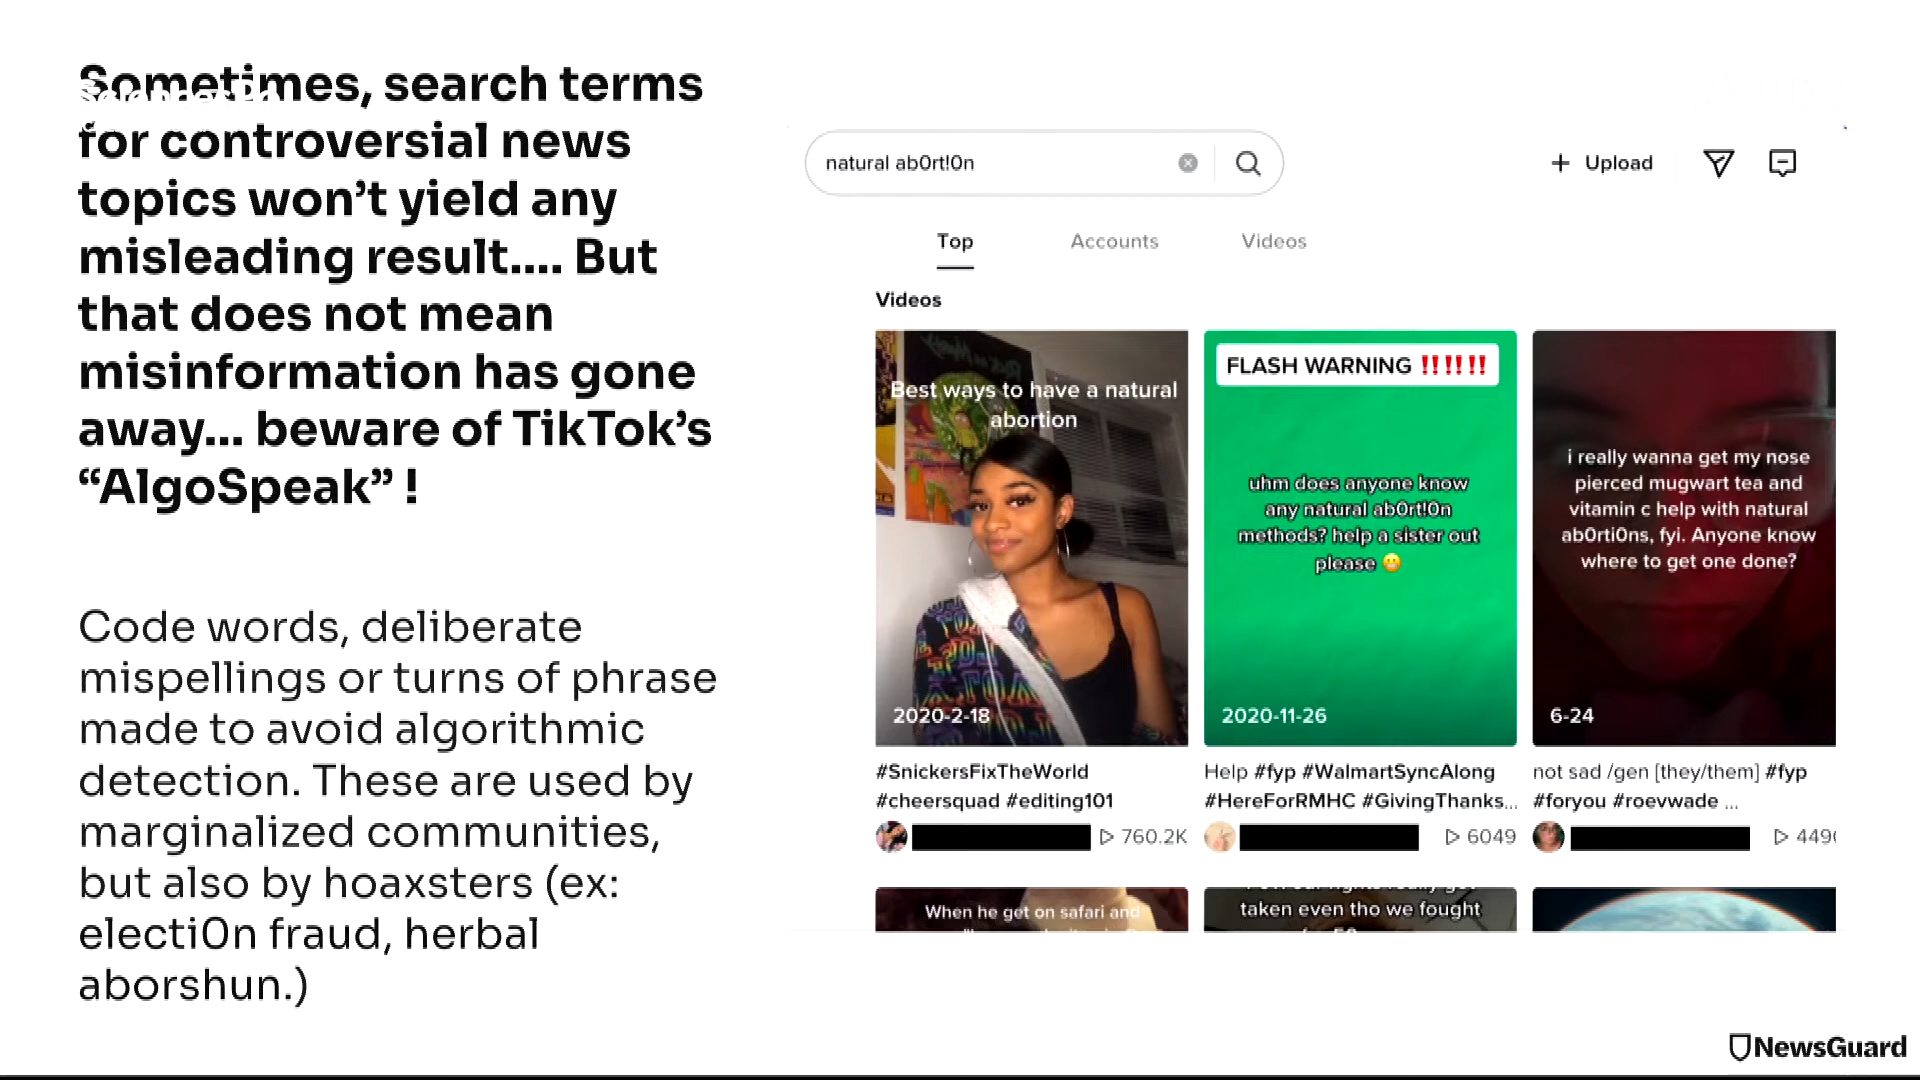 Sometimes, search terms
for controversial news
topics won’t yield any
misleading result.... But
that does not mean
misinformation has gone
away... beware of TikTok’s
“AlgoSpeak” !
Code words, deliberate
mispellings or turns of phrase
made to avoid algorithmic
detection. These are used by
marginalized communities,
but also by hoaxsters (ex:
electi0n fraud, herbal
aborshun.)
natural ab0rt!0n
+ Upload
Top Accounts Videos
Videos
Best ways to have a natural
abortion
2020-2-18
#SnickersFixTheWorld
#cheersquad #editing101
760.2K
FLASH WARNING ‼️‼️‼️
uhm does anyone know
any natural ab0rt!0n
methods? help a sister out
please 😬
2020-11-26
Help #fyp #WalmartSyncAlong
#HereForRMHC #GivingThanks...
6049
i really wanna get my nose
pierced mugwart tea and
vitamin c help with natural
ab0rti0ns, fyi. Anyone know
where to get one done?
6-24
not sad /gen [they/them] #fyp
#foryou #roevwade ...
When he get on safari and
taken even tho we fought
NewsGuard